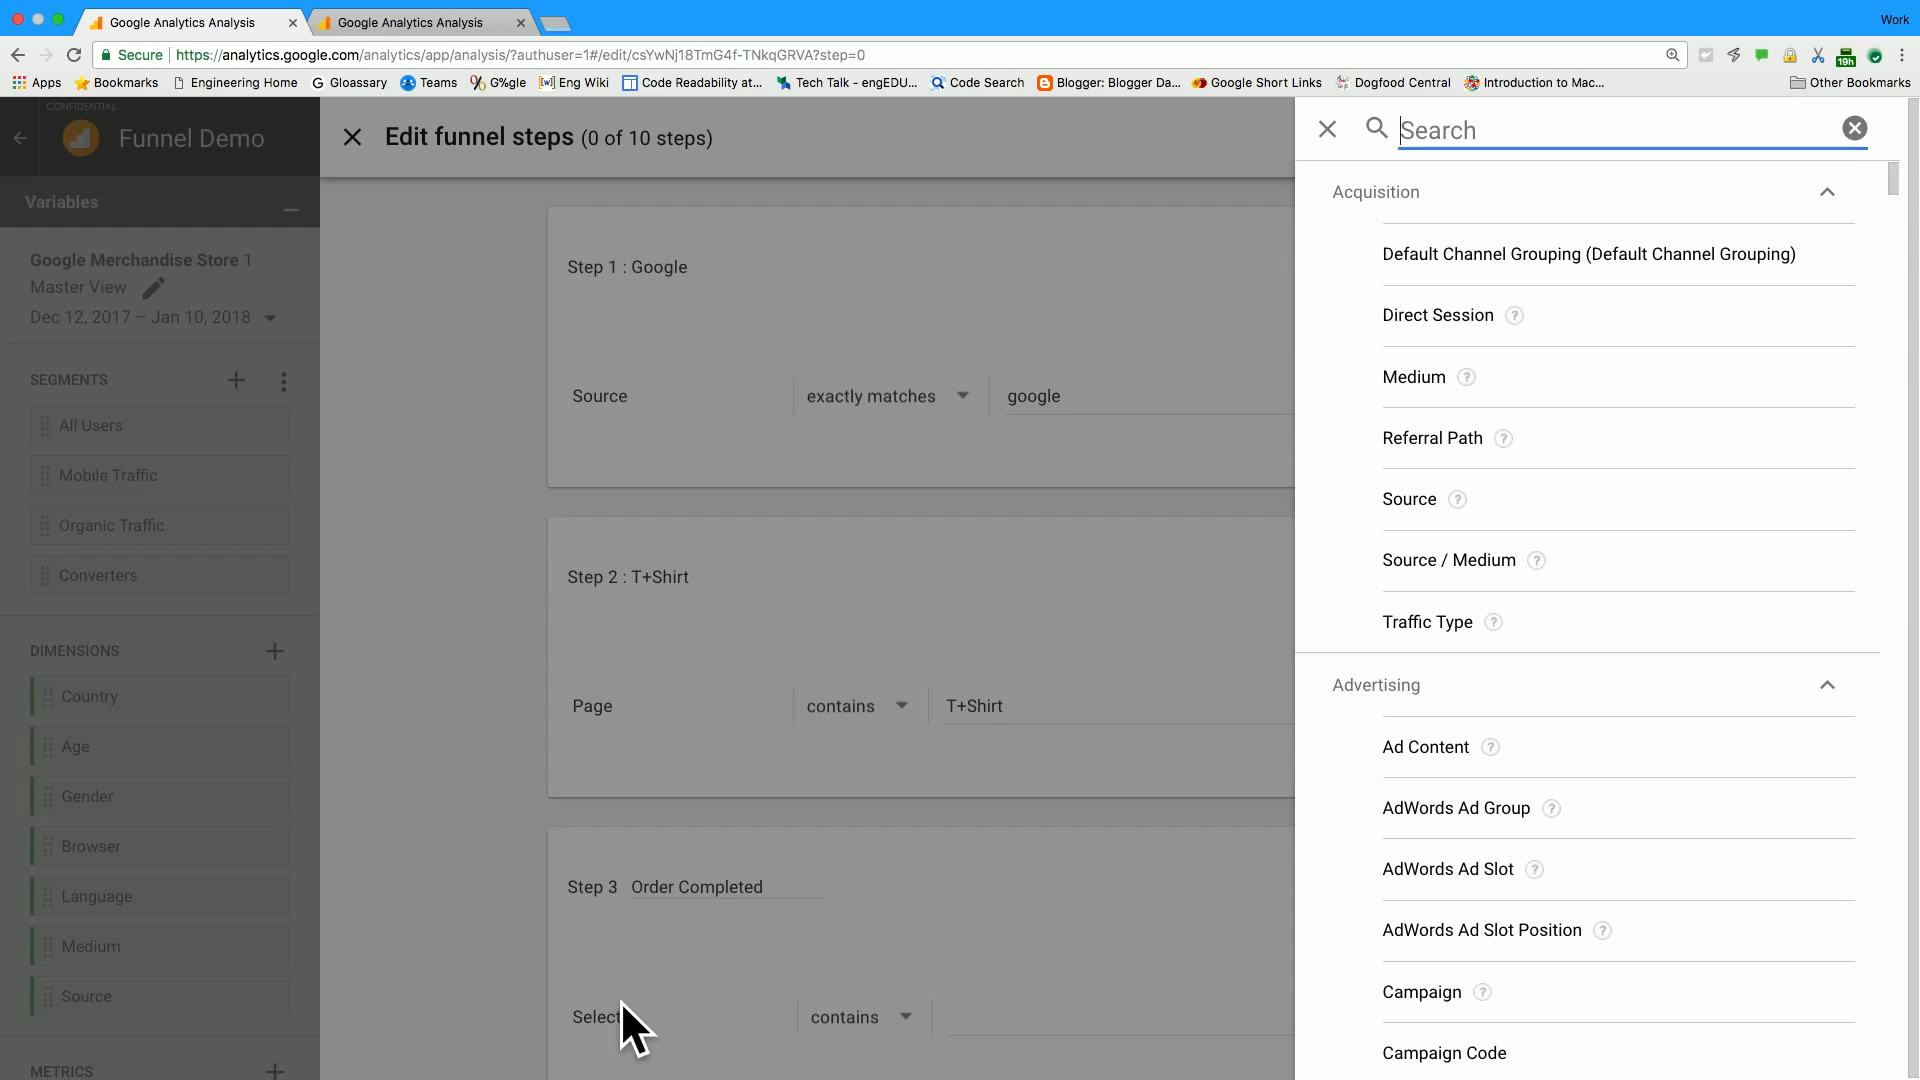 Google Analytics Analysis
Google Analytics Analysis
Work
Secure
https://analytics.google.com/analytics/app/analysis/?authuser=1#/edit/csYwNj18TmG4f-TNkqGRVA?step=0
19h
Apps
Bookmarks
Engineering Home
G Gloassary
Teams
G%gle
[w] Eng Wiki
Code Readability at...
Tech Talk - engEDU...
Code Search
Blogger: Blogger Da...
Google Short Links
Dogfood Central
Introduction to Mac...
Other Bookmarks
CONFIDENTIAL
Funnel Demo
Variables
Google Merchandise Store 1
Master View
Dec 12, 2017 – Jan 10, 2018
SEGMENTS
All Users
Mobile Traffic
Organic Traffic
Converters
DIMENSIONS
Country
Age
Gender
Browser
Language
Medium
Source
METRICS
Edit funnel steps (0 of 10 steps)
Step 1 : Google
Source
exactly matches
google
Step 2 : T+Shirt
Page
contains
T+Shirt
Step 3 Order Completed
Select
contains
Search
Acquisition
Default Channel Grouping (Default Channel Grouping)
Direct Session ?
Medium ?
Referral Path ?
Source ?
Source / Medium ?
Traffic Type ?
Advertising
Ad Content ?
AdWords Ad Group ?
AdWords Ad Slot ?
AdWords Ad Slot Position ?
Campaign ?
Campaign Code